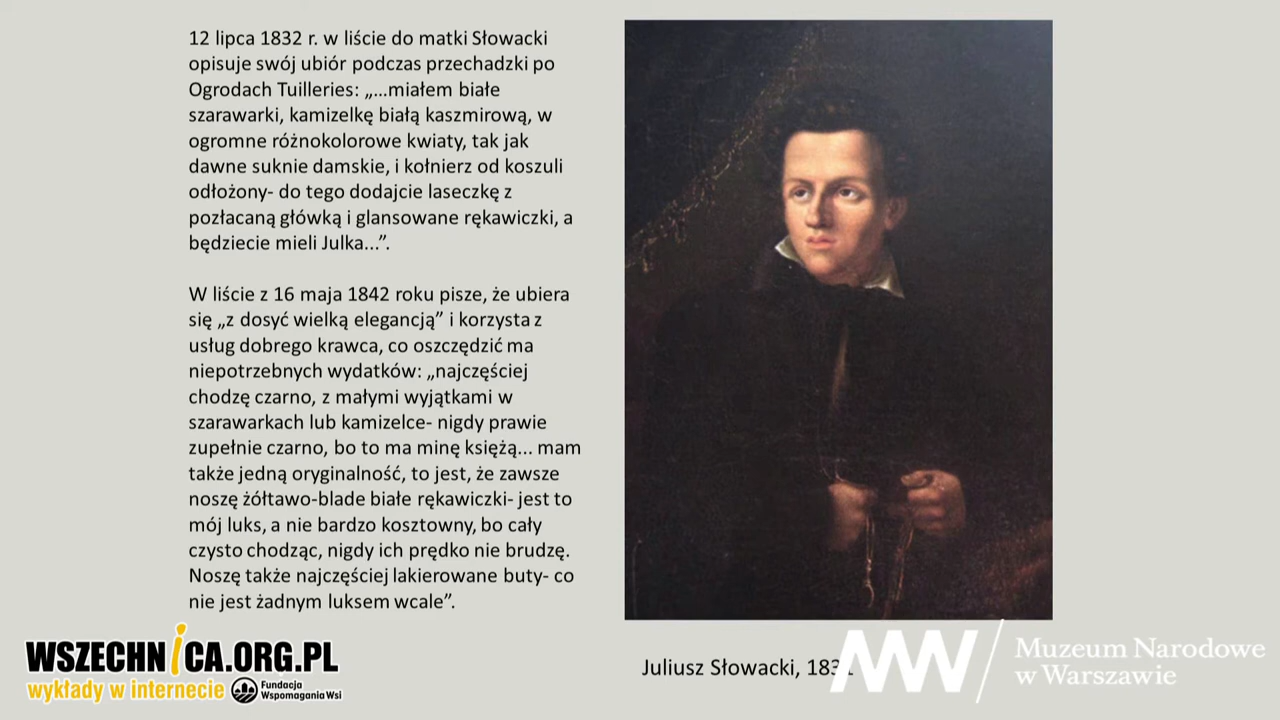 12 lipca 1832 r. w liście do matki Słowacki
opisuje swój ubiór podczas przechadzki po
Ogrodach Tuilleries: „...miałem białe
szarawarki, kamizelkę białą kaszmirową, w
ogromne różnokolorowe kwiaty, tak jak
dawne suknie damskie, i kołnierz od koszuli
odłożony- do tego dodajcie laseczkę z
pozłacaną główką i glansowane rękawiczki, a
będziecie mieli Julka...”.
W liście z 16 maja 1842 roku pisze, że ubiera
się „z dosyć wielką elegancją” i korzysta z
usług dobrego krawca, co oszczędzić ma
niepotrzebnych wydatków: „najczęściej
chodzę czarno, z małymi wyjątkami w
szarawarkach lub kamizelce- nigdy prawie
zupełnie czarno, bo to ma minę księżą... mam
także jedną oryginalność, to jest, że zawsze
noszę żółtawo-blade białe rękawiczki- jest to
mój luks, a nie bardzo kosztowny, bo cały
czysto chodząc, nigdy ich prędko nie brudzę.
Noszę także najczęściej lakierowane buty- co
nie jest żadnym luksem wcale”.
Juliusz Słowacki,
WSZECHNICA.ORG.PL
wykłady w internecie
Fundacja
Wspomagania Wsi
MNW
Muzeum Narodowe
w Warszawie